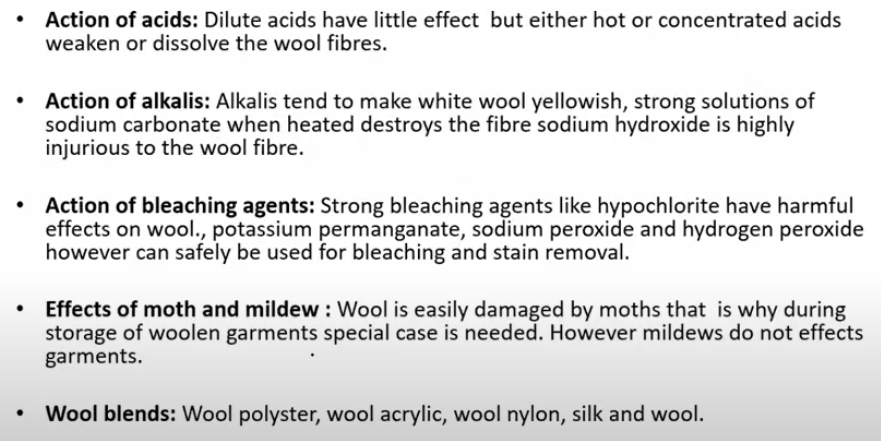 • Action of acids: Dilute acids have little effect but either hot or concentrated acids
weaken or dissolve the wool fibres.
• Action of alkalis: Alkalis tend to make white wool yellowish, strong solutions of
sodium carbonate when heated destroys the fibre sodium hydroxide is highly
injurious to the wool fibre.
• Action of bleaching agents: Strong bleaching agents like hypochlorite have harmful
effects on wool., potassium permanganate, sodium peroxide and hydrogen peroxide
however can safely be used for bleaching and stain removal.
• Effects of moth and mildew : Wool is easily damaged by moths that is why during
storage of woolen garments special case is needed. However mildews do not effects
garments.
• Wool blends: Wool polyster, wool acrylic, wool nylon, silk and wool.